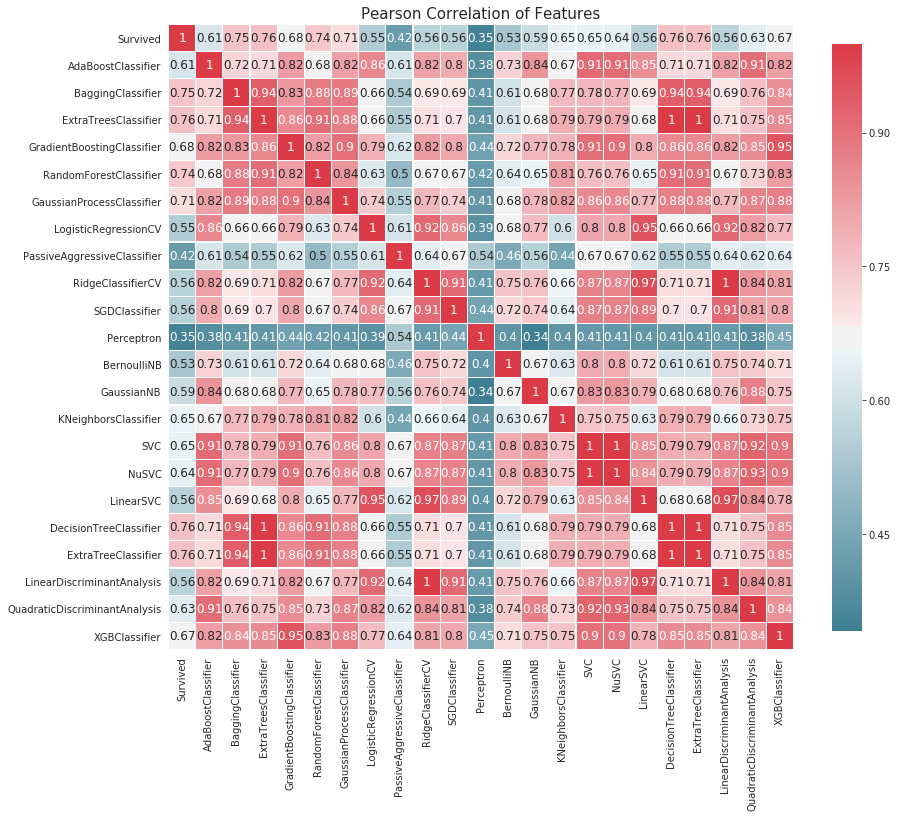 Pearson Correlation of Features
Survived 1 0.61 0.75 0.76 0.68 0.74 0.71 0.55 0.42 0.56 0.56 0.35 0.53 0.59 0.65 0.65 0.64 0.56 0.76 0.76 0.56 0.63 0.67
AdaBoostClassifier 0.61 1 0.72 0.71 0.82 0.68 0.82 0.86 0.61 0.82 0.8 0.38 0.73 0.84 0.67 0.91 0.91 0.85 0.71 0.71 0.82 0.91 0.82
BaggingClassifier 0.75 0.72 1 0.94 0.83 0.88 0.89 0.66 0.54 0.69 0.69 0.41 0.61 0.68 0.77 0.78 0.77 0.69 0.94 0.94 0.69 0.76 0.84
ExtraTreesClassifier 0.76 0.71 0.94 1 0.86 0.91 0.88 0.66 0.55 0.71 0.7 0.41 0.61 0.68 0.79 0.79 0.79 0.68 1 1 0.71 0.75 0.85
GradientBoostingClassifier 0.68 0.82 0.83 0.86 1 0.82 0.9 0.79 0.62 0.82 0.8 0.44 0.72 0.77 0.78 0.91 0.9 0.8 0.86 0.86 0.82 0.85 0.95
RandomForestClassifier 0.74 0.68 0.88 0.91 0.82 1 0.84 0.63 0.5 0.67 0.67 0.42 0.64 0.65 0.81 0.76 0.76 0.65 0.91 0.91 0.67 0.73 0.83
GaussianProcessClassifier 0.71 0.82 0.89 0.88 0.9 0.84 1 0.74 0.55 0.77 0.74 0.41 0.68 0.78 0.82 0.86 0.86 0.77 0.88 0.88 0.77 0.87 0.88
LogisticRegressionCV 0.55 0.86 0.66 0.66 0.79 0.63 0.74 1 0.61 0.92 0.86 0.39 0.68 0.77 0.6 0.8 0.8 0.95 0.66 0.66 0.92 0.82 0.77
PassiveAggressiveClassifier 0.42 0.61 0.54 0.55 0.62 0.5 0.55 0.61 1 0.64 0.67 0.54 0.46 0.56 0.44 0.67 0.67 0.62 0.55 0.55 0.64 0.62 0.64
RidgeClassifierCV 0.56 0.82 0.69 0.71 0.82 0.67 0.77 0.92 0.64 1 0.91 0.41 0.75 0.76 0.66 0.87 0.87 0.97 0.71 0.71 1 0.84 0.81
SGDClassifier 0.56 0.8 0.69 0.7 0.8 0.67 0.74 0.86 0.67 0.91 1 0.44 0.72 0.74 0.64 0.87 0.87 0.89 0.7 0.7 0.91 0.81 0.8
Perceptron 0.35 0.38 0.41 0.41 0.44 0.42 0.41 0.39 0.54 0.41 0.44 1 0.4 0.34 0.4 0.41 0.41 0.4 0.41 0.41 0.41 0.38 0.45
BernoulliNB 0.53 0.73 0.61 0.61 0.72 0.64 0.68 0.68 0.46 0.75 0.72 0.4 1 0.67 0.63 0.8 0.8 0.72 0.61 0.61 0.75 0.74 0.71
GaussianNB 0.59 0.84 0.68 0.68 0.77 0.65 0.78 0.77 0.56 0.76 0.74 0.34 0.67 1 0.67 0.83 0.83 0.79 0.68 0.68 0.76 0.88 0.75
KNeighborsClassifier 0.65 0.67 0.77 0.79 0.78 0.81 0.82 0.6 0.44 0.66 0.64 0.4 0.63 0.67 1 0.75 0.75 0.63 0.79 0.79 0.66 0.73 0.75
SVC 0.65 0.91 0.78 0.79 0.91 0.76 0.86 0.8 0.67 0.87 0.87 0.41 0.8 0.83 0.75 1 1 0.85 0.79 0.79 0.87 0.92 0.9
NuSVC 0.64 0.91 0.77 0.79 0.9 0.76 0.86 0.8 0.67 0.87 0.87 0.41 0.8 0.83 0.75 1 1 0.84 0.79 0.79 0.87 0.93 0.9
LinearSVC 0.56 0.85 0.69 0.68 0.8 0.65 0.77 0.95 0.62 0.97 0.89 0.4 0.72 0.79 0.63 0.85 0.84 1 0.68 0.68 0.97 0.84 0.78
DecisionTreeClassifier 0.76 0.71 0.94 1 0.86 0.91 0.88 0.66 0.55 0.71 0.7 0.41 0.61 0.68 0.79 0.79 0.79 0.68 1 1 0.71 0.75 0.85
ExtraTreeClassifier 0.76 0.71 0.94 1 0.86 0.91 0.88 0.66 0.55 0.71 0.7 0.41 0.61 0.68 0.79 0.79 0.79 0.68 1 1 0.71 0.75 0.85
LinearDiscriminantAnalysis 0.56 0.82 0.69 0.71 0.82 0.67 0.77 0.92 0.64 1 0.91 0.41 0.75 0.76 0.66 0.87 0.87 0.97 0.71 0.71 1 0.84 0.81
QuadraticDiscriminantAnalysis 0.63 0.91 0.76 0.75 0.85 0.73 0.87 0.82 0.62 0.84 0.81 0.38 0.74 0.88 0.73 0.92 0.93 0.84 0.75 0.75 0.84 1 0.84
XGBClassifier 0.67 0.82 0.84 0.85 0.95 0.83 0.88 0.77 0.64 0.81 0.8 0.45 0.71 0.75 0.75 0.9 0.9 0.78 0.85 0.85 0.81 0.84 1
Survived
AdaBoostClassifier
BaggingClassifier
ExtraTreesClassifier
GradientBoostingClassifier
RandomForestClassifier
GaussianProcessClassifier
LogisticRegressionCV
PassiveAggressiveClassifier
RidgeClassifierCV
SGDClassifier
Perceptron
BernoulliNB
GaussianNB
KNeighborsClassifier
SVC
NuSVC
LinearSVC
DecisionTreeClassifier
ExtraTreeClassifier
LinearDiscriminantAnalysis
QuadraticDiscriminantAnalysis
XGBClassifier
0.90
0.75
0.60
0.45